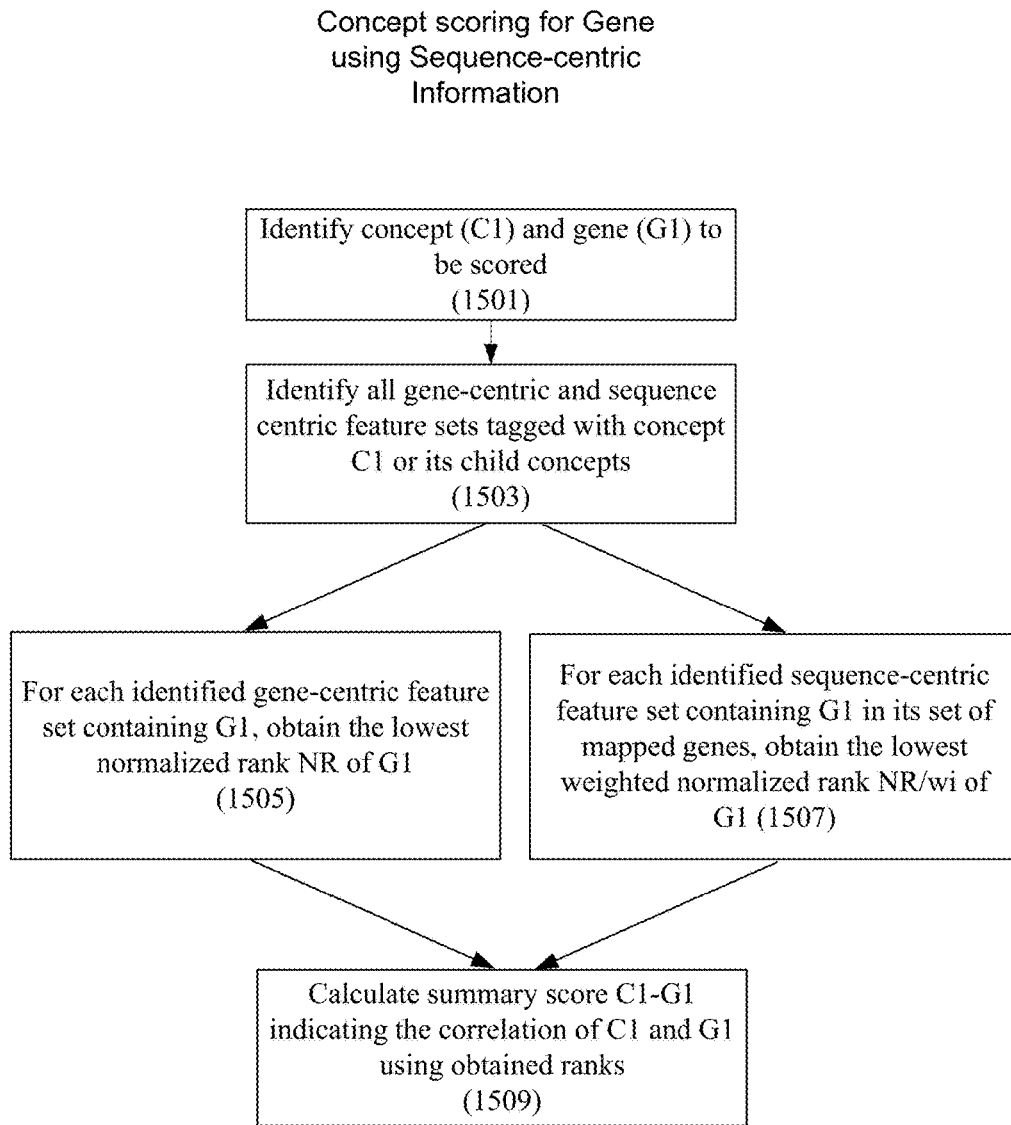 Concept scoring for Gene
using Sequence-centric
Information
Identify concept (C1) and gene (G1) to
be scored
(1501)
Identify all gene-centric and sequence
centric feature sets tagged with concept
C1 or its child concepts
(1503)
For each identified gene-centric feature
set containing G1, obtain the lowest
normalized rank NR of G1
(1505)
For each identified sequence-centric
feature set containing G1 in its set of
mapped genes, obtain the lowest
weighted normalized rank NR/wi of
G1 (1507)
Calculate summary score C1-G1
indicating the correlation of C1 and G1
using obtained ranks
(1509)